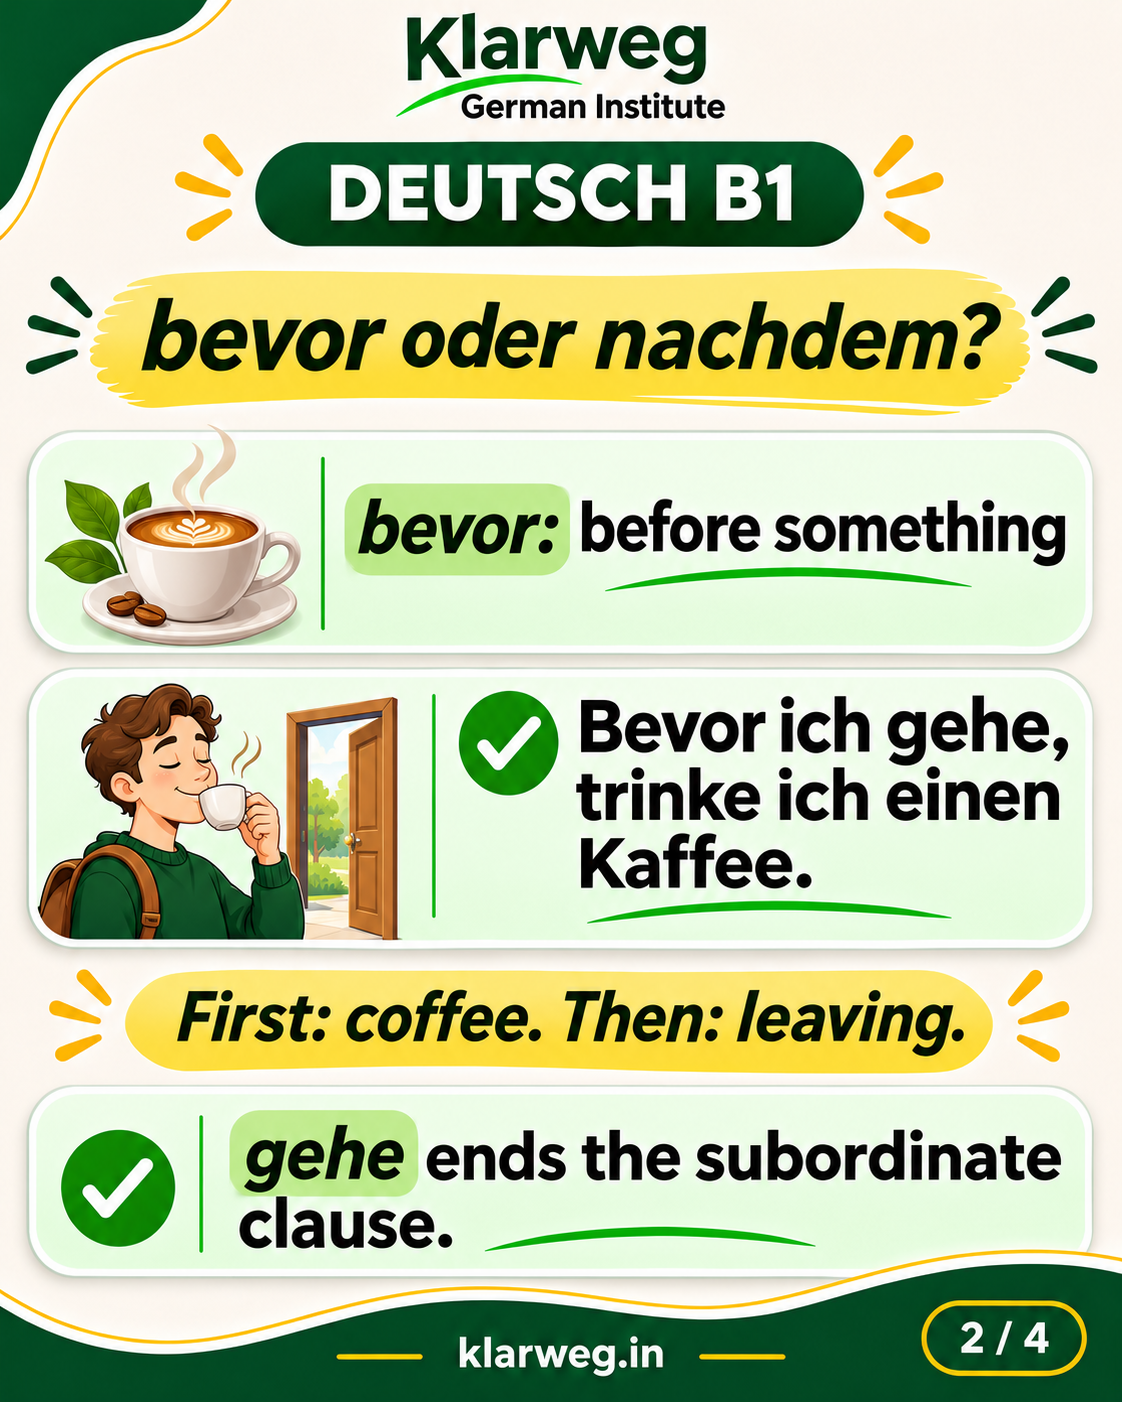 Klarweg
German Institute
DEUTSCH B1
bevor oder nachdem?
bevor: before something
Bevor ich gehe,
trinke ich einen
Kaffee.
First: coffee. Then: leaving.
gehe ends the subordinate
clause.
klarweg.in
2 / 4